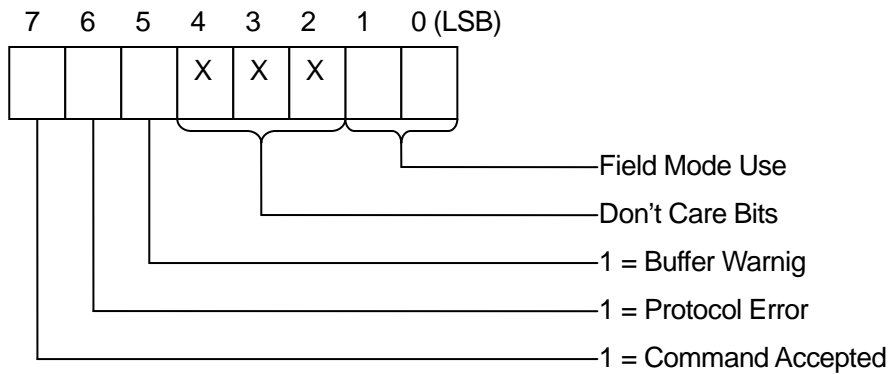 7 6 5 4 3 2 1 0 (LSB)
X X X
Field Mode Use
Don't Care Bits
1 = Buffer Warnig
1 = Protocol Error
1 = Command Accepted